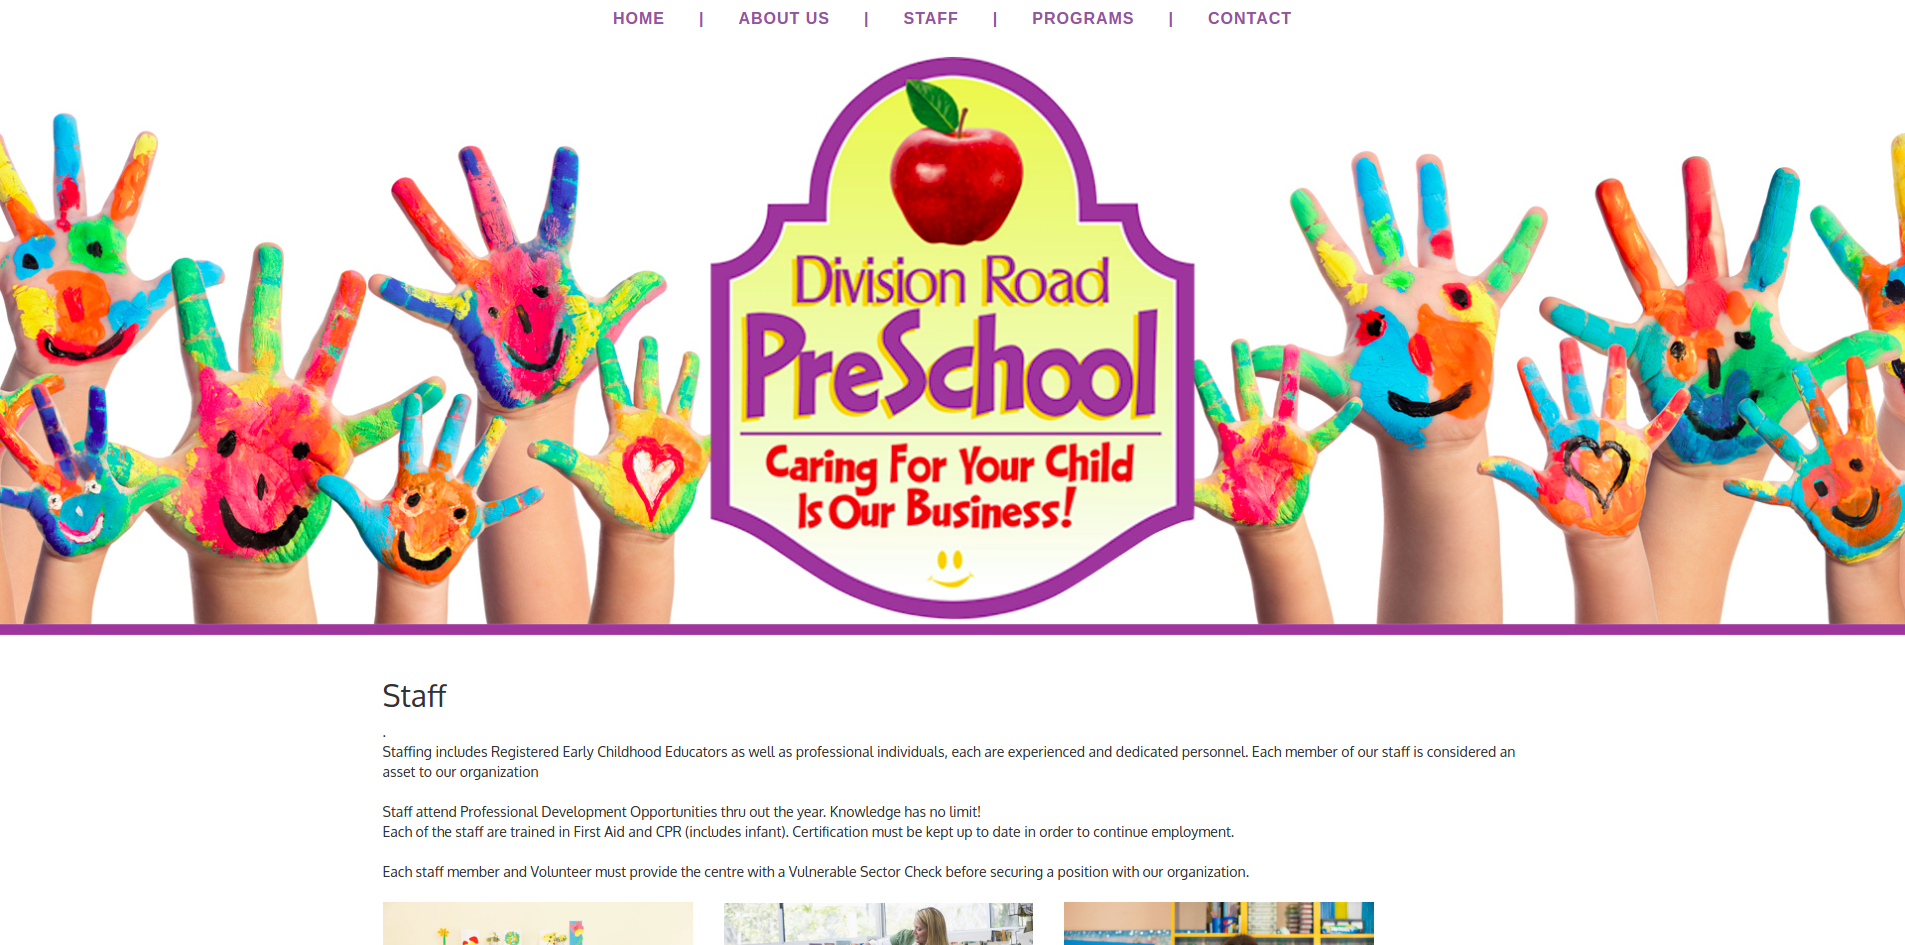 HOME | ABOUT US | STAFF | PROGRAMS | CONTACT
Division Road
PreSchool
Caring For Your Child
Is Our Business!
Staff
.
Staffing includes Registered Early Childhood Educators as well as professional individuals, each are experienced and dedicated personnel. Each member of our staff is considered an
asset to our organization
Staff attend Professional Development Opportunities thru out the year. Knowledge has no limit!
Each of the staff are trained in First Aid and CPR (includes infant). Certification must be kept up to date in order to continue employment.
Each staff member and Volunteer must provide the centre with a Vulnerable Sector Check before securing a position with our organization.